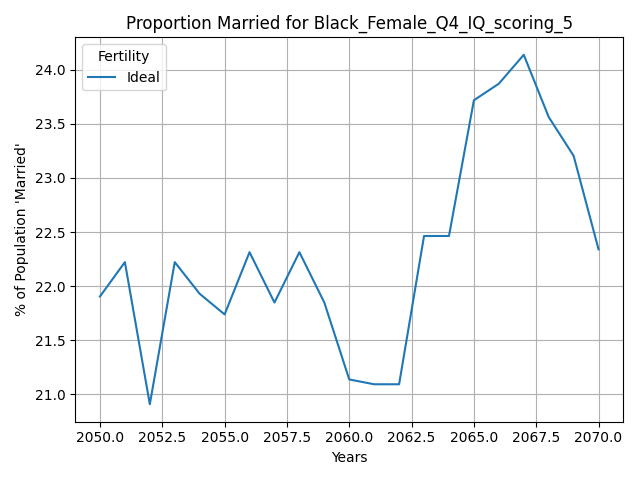 Proportion Married for Black_Female_Q4_IQ_scoring_5
Fertility
Ideal
% of Population 'Married'
24.0
23.5
23.0
22.5
22.0
21.5
21.0
2050.0 2052.5 2055.0 2057.5 2060.0 2062.5 2065.0 2067.5 2070.0
Years